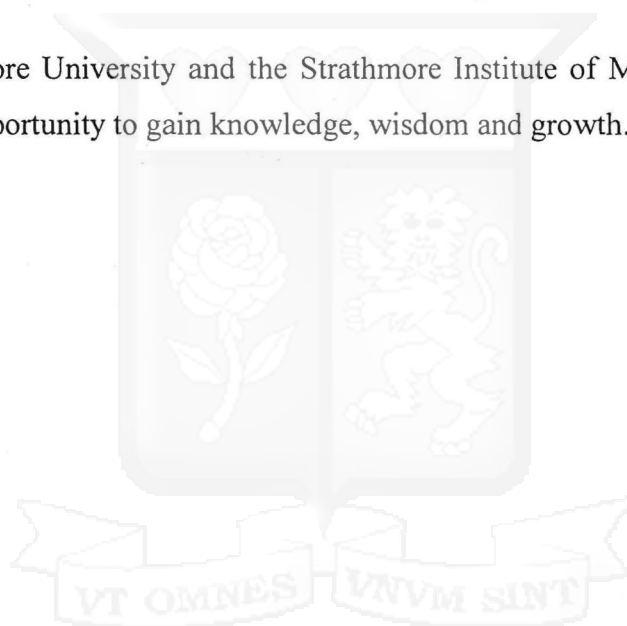 ore University and the Strathmore Institute of M
portunity to gain knowledge, wisdom and growth.
VT OMNES VNVM SINT